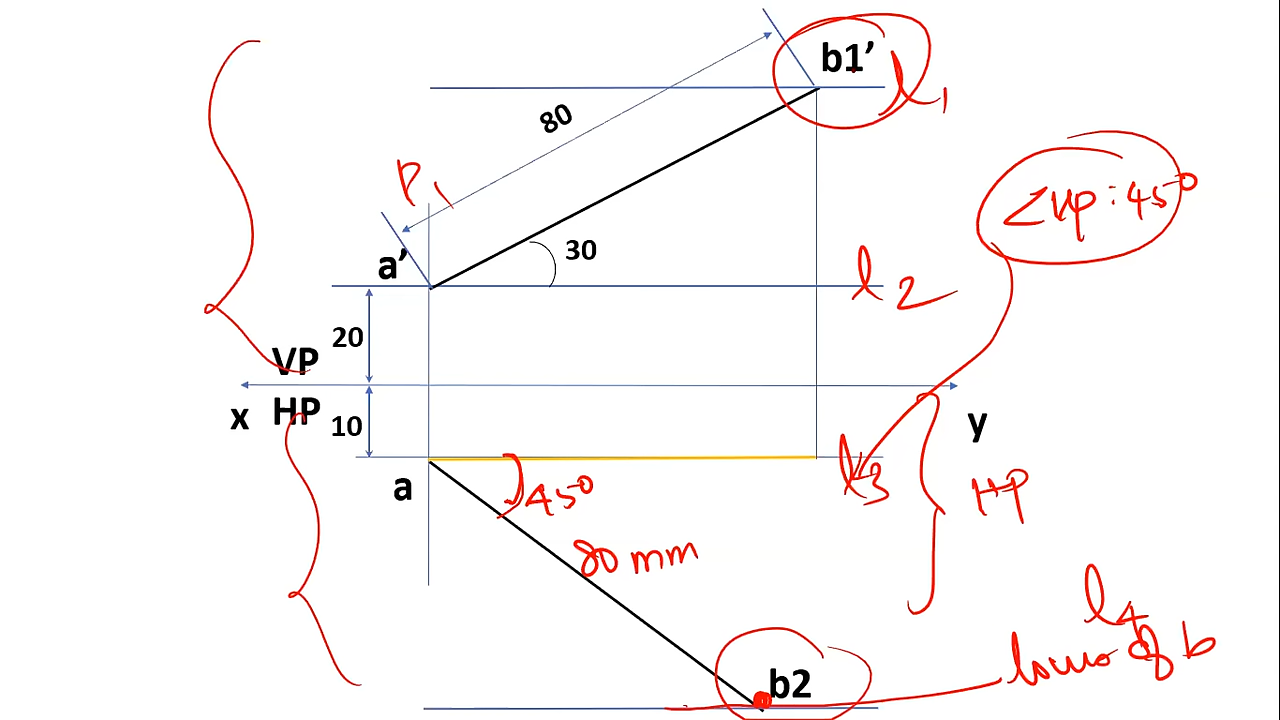 b1’
l1
80
P1
∠VP : 45°
30
a’
l2
20
VP
x
HP
10
y
l3
a
45°
HP
80 mm
l4
locus of b
b2